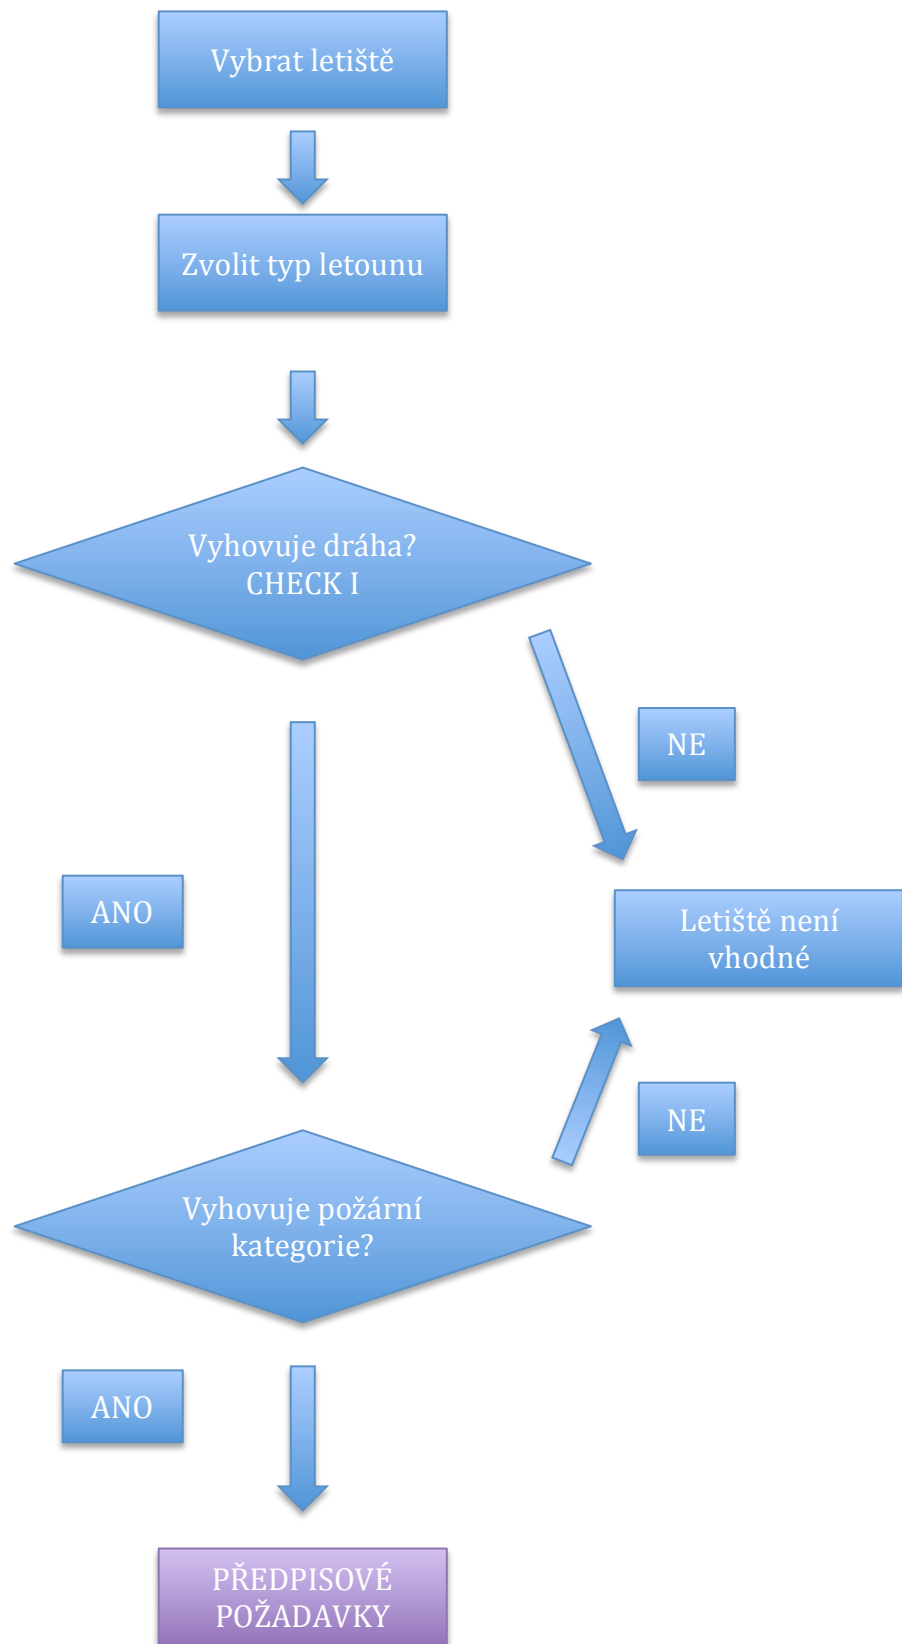 Vybrat letiště
Zvolit typ letounu
Vyhovuje dráha?
CHECK I
NE
ANO
Letiště není
vhodné
NE
Vyhovuje požární
kategorie?
ANO
PŘEDPISOVÉ
POŽADAVKY